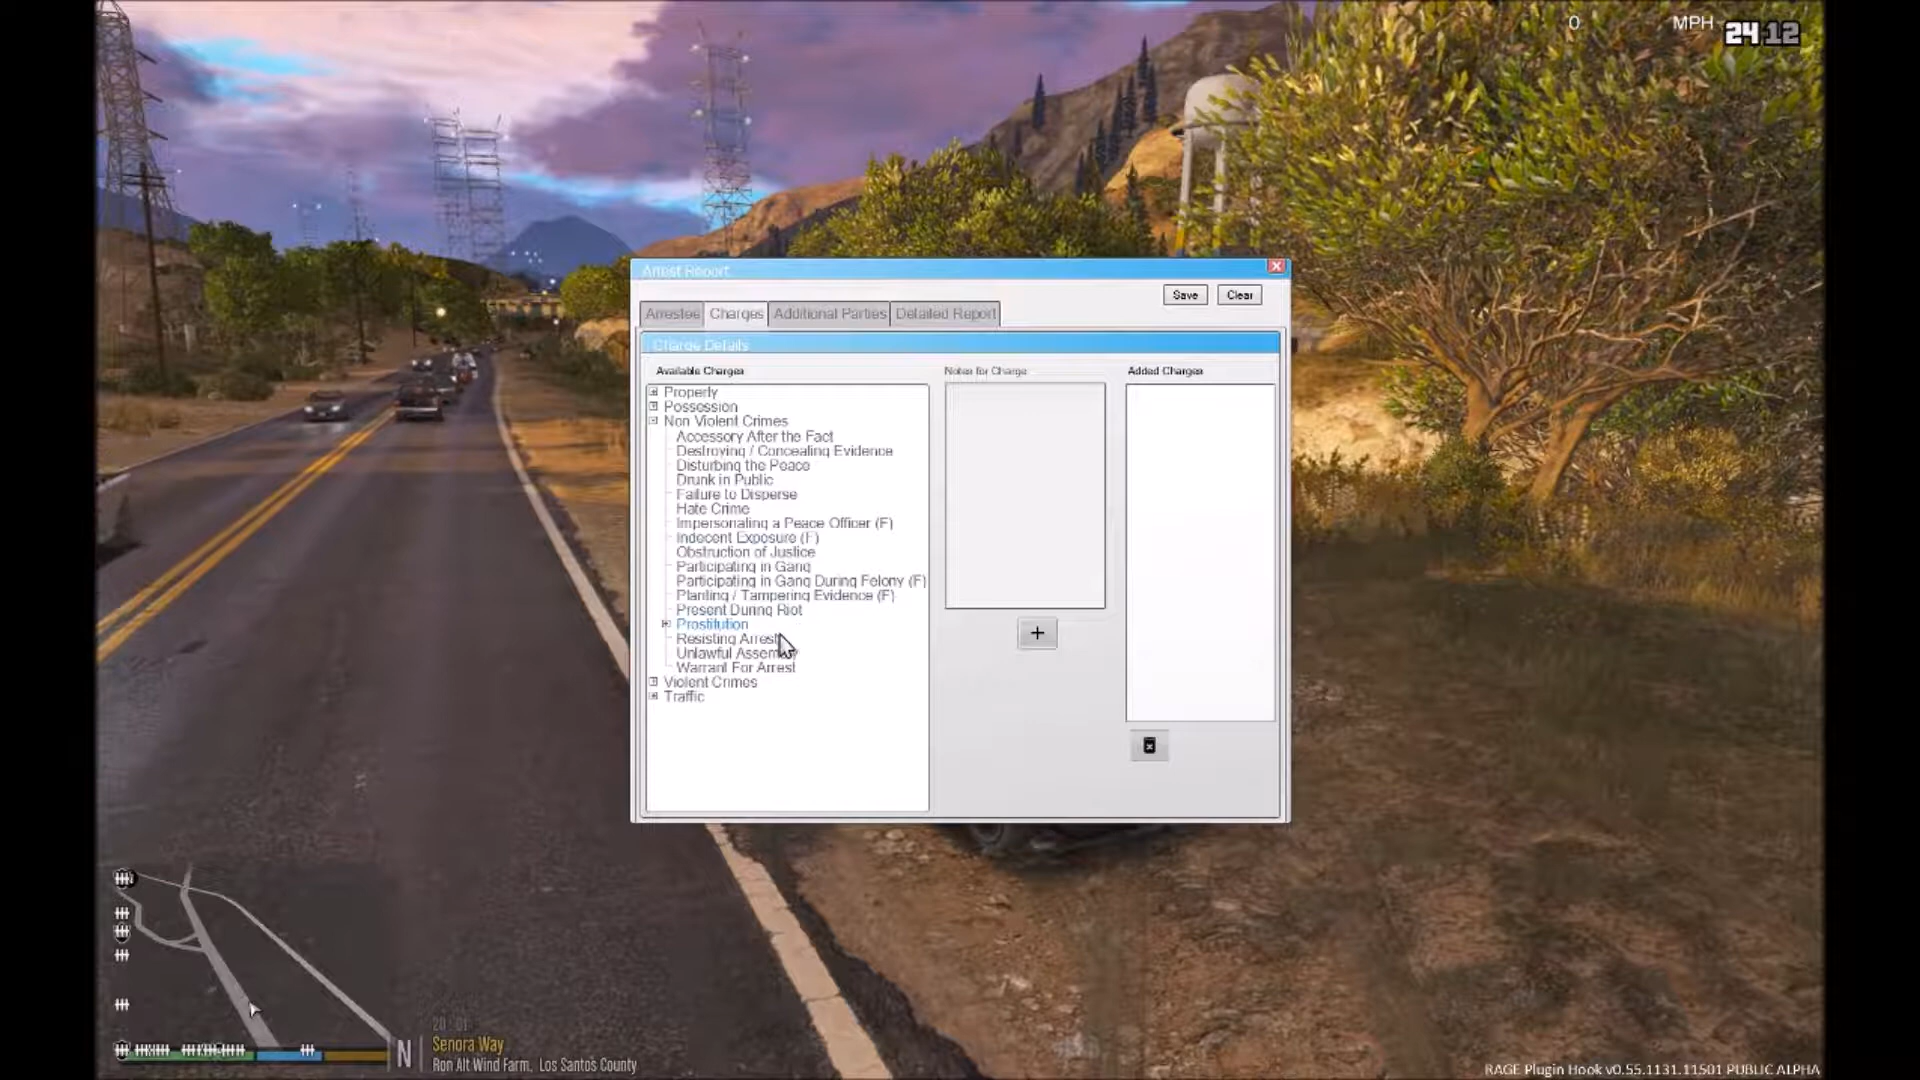 0 MPH 24 12
Arrest Report
Save Clear
Arrestee Charges Additional Parties Detailed Report
Charge Details
Available Charges
Notes for Charge
Added Charges
Property
Possession
Non Violent Crimes
Accessory After the Fact
Destroying / Concealing Evidence
Disturbing the Peace
Drunk in Public
Failure to Disperse
Hate Crime
Impersonating a Peace Officer (F)
Indecent Exposure (F)
Obstruction of Justice
Participating in Gang
Participating in Gang During Felony (F)
Planting / Tampering Evidence (F)
Present During Riot
Prostitution
+
Resisting Arrest
Unlawful Assem
Warrant For Arrest
Violent Crimes
Traffic
N
Senora Way
Ron Alt Wind Farm, Los Santos County
RAGE Plugin Hook v0.55.1131.11501 PUBLIC ALPHA